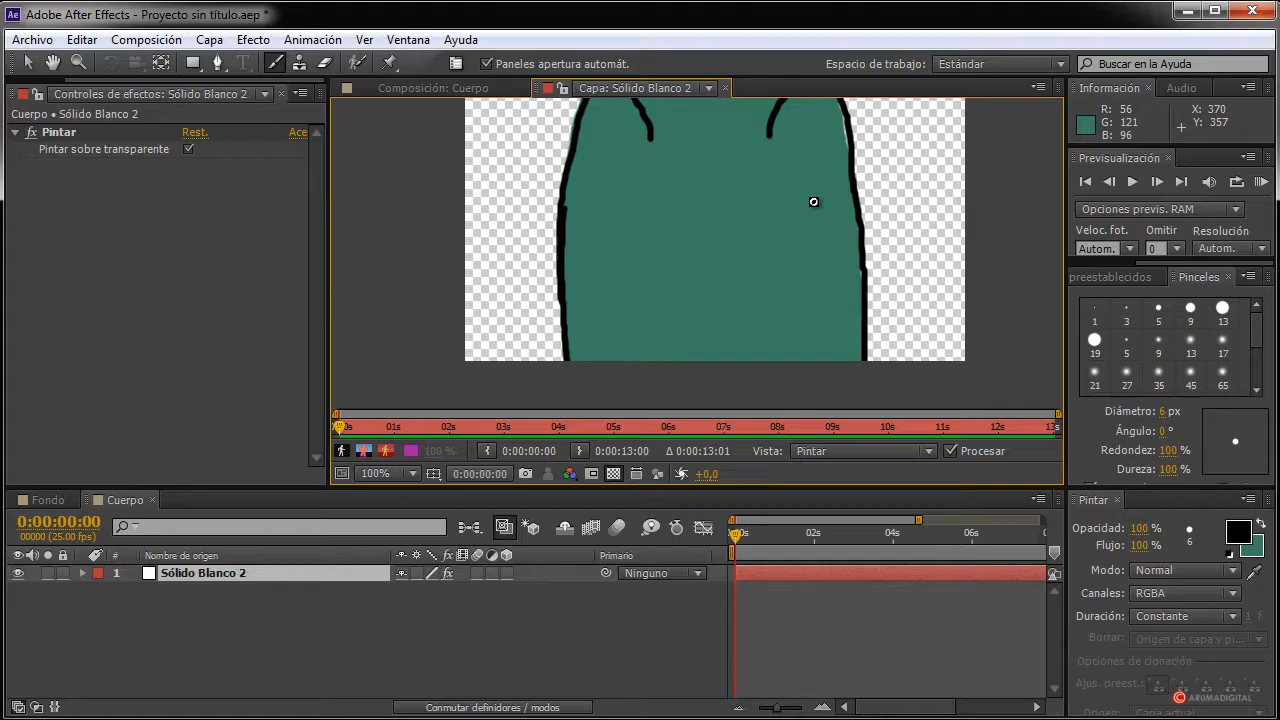 Ae Adobe After Effects - Proyecto sin título.aep *
Archivo Editar Composición Capa Efecto Animación Ver Ventana Ayuda
T Paneles apertura automát. Espacio de trabajo: Estándar Buscar en la Ayuda
Controles de efectos: Sólido Blanco 2
Composición: Cuerpo
Capa: Sólido Blanco 2
Información Audio
Cuerpo • Sólido Blanco 2
fx Pintar Rest. Ace
Pintar sobre transparente
R: 56
G: 121
B: 96
X: 370
Y: 357
Previsualización
Opciones previs. RAM
Veloc. fot. Omitir Resolución
Autom. 0 Autom.
preestablecidos Pinceles
1 3 5 9 13
19 5 9 13 17
21 27 35 45 65
Diámetro: 6 px
Ángulo: 0 °
Redondez: 100 %
Dureza: 100 %
0s 01s 02s 03s 04s 05s 06s 07s 08s 09s 10s 11s 12s 13s
100 % 0:00:00:00 0:00:13:00 Δ 0:00:13:01 Vista: Pintar Procesar
100% 0:00:00:00 +0,0
Fondo Cuerpo
0:00:00:00
00000 (25.00 fps)
0s 02s 04s 06s
# Nombre de origen fx Primario
1 Sólido Blanco 2 fx Ninguno
Conmutar definidores / modos
Pintar
Opacidad: 100 %
Flujo: 100 %
6
Modo: Normal
Canales: RGBA
Duración: Constante 1 f
Borrar: Origen de capa y pi...
Opciones de clonación
Ajus. preest.:
ARUMADIGITAL
Origen: Capa actual